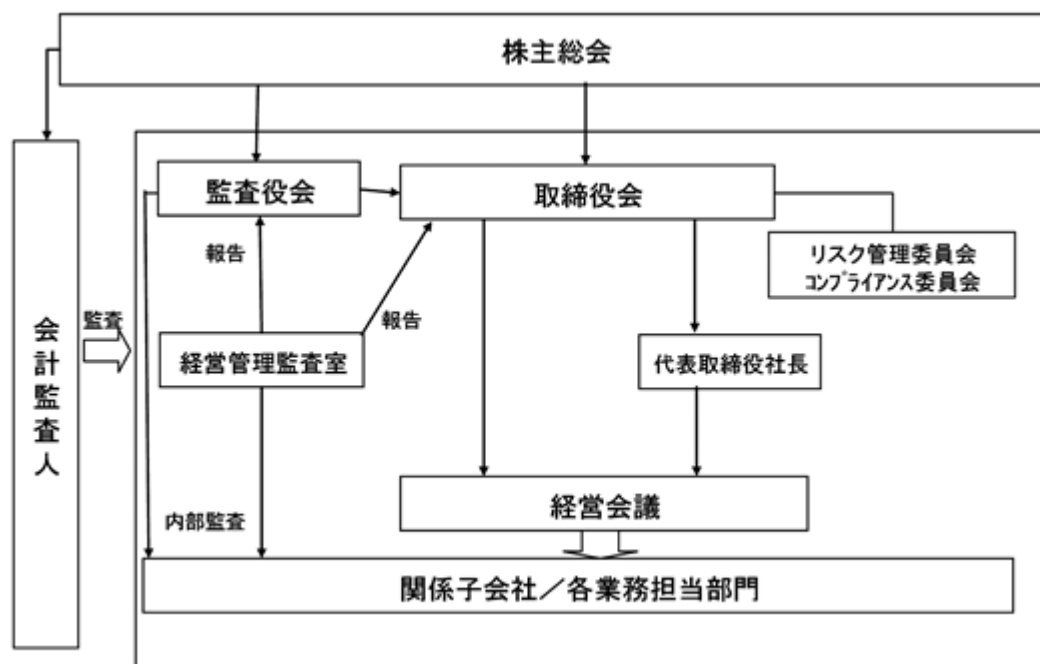 株主総会
監査役会
取締役会
報告
リスク管理委員会
コンプライアンス委員会
会計監査人
監査
報告
経営管理監査室
代表取締役社長
経営会議
内部監査
関係子会社／各業務担当部門